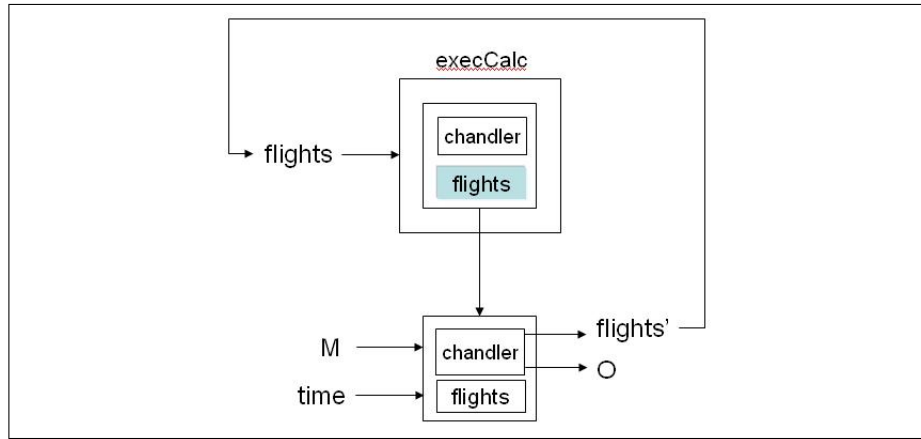 execCalc
chandler
flights
flights
M
time
chandler
flights
flights’
O